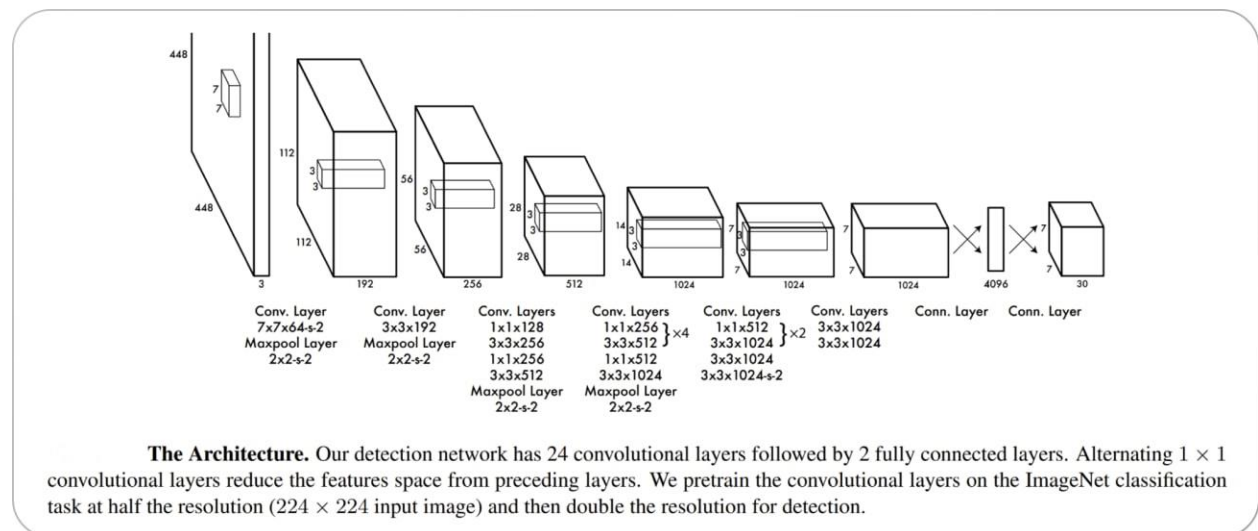 448
7
7
448
3
112
3
3
112
192
56
3
3
56
256
28
3
3
28
512
14
3
3
14
1024
7
3
3
7
1024
7
7
1024
4096
7
7
30
Conv. Layer
7x7x64-s-2
Maxpool Layer
2x2-s-2
Conv. Layer
3x3x192
Maxpool Layer
2x2-s-2
Conv. Layers
1x1x128
3x3x256
1x1x256
3x3x512
Maxpool Layer
2x2-s-2
Conv. Layers
1x1x256
3x3x512 }×4
1x1x512
3x3x1024
Maxpool Layer
2x2-s-2
Conv. Layers
1x1x512
3x3x1024 }×2
3x3x1024
3x3x1024-s-2
Conv. Layers
3x3x1024
3x3x1024
Conn. Layer
Conn. Layer
The Architecture. Our detection network has 24 convolutional layers followed by 2 fully connected layers. Alternating 1 × 1
convolutional layers reduce the features space from preceding layers. We pretrain the convolutional layers on the ImageNet classification
task at half the resolution (224 × 224 input image) and then double the resolution for detection.